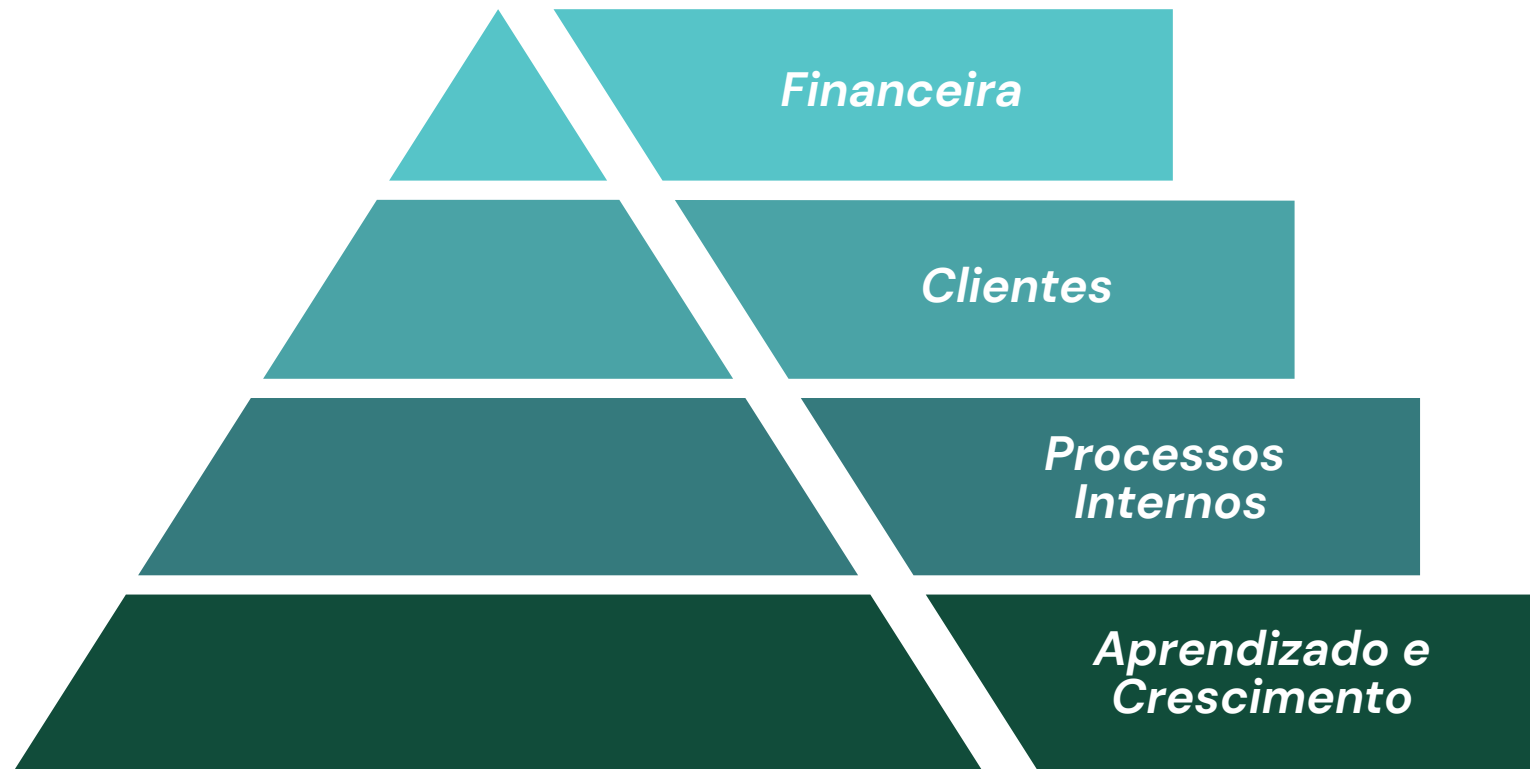 Financeira
Clientes
Processos
Internos
Aprendizado e
Crescimento